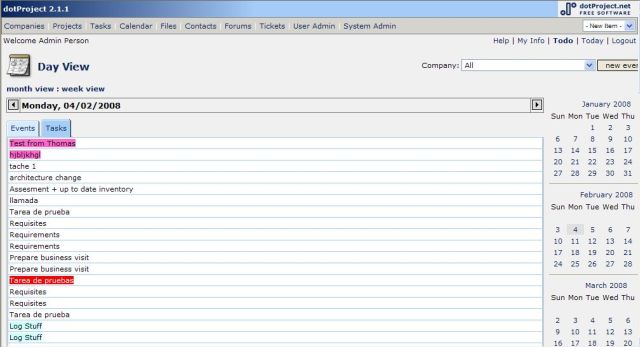 dotProject 2.1.1
dotProject.net
FREE SOFTWARE
Companies | Projects | Tasks | Calendar | Files | Contacts | Forums | Tickets | User Admin | System Admin
- New Item -
Welcome Admin Person
Help | My Info | Todo | Today | Logout
Day View
Company: All
new even
month view : week view
Monday, 04/02/2008
Events
Tasks
Test from Thomas
hjbljkhgl
tache 1
architecture change
Assesment + up to date inventory
llamada
Tarea de prueba
Requisites
Requirements
Requirements
Prepare business visit
Prepare business visit
Tarea de pruebas
Requisites
Requisites
Tarea de prueba
Log Stuff
Log Stuff
January 2008
Sun Mon Tue Wed Thu
1 2 3
6 7 8 9 10
13 14 15 16 17
20 21 22 23 24
27 28 29 30 31
February 2008
Sun Mon Tue Wed Thu
3 4 5 6 7
10 11 12 13 14
17 18 19 20 21
24 25 26 27 28
March 2008
Sun Mon Tue Wed Thu
2 3 4 5 6
9 10 11 12 13
16 17 18 19 20